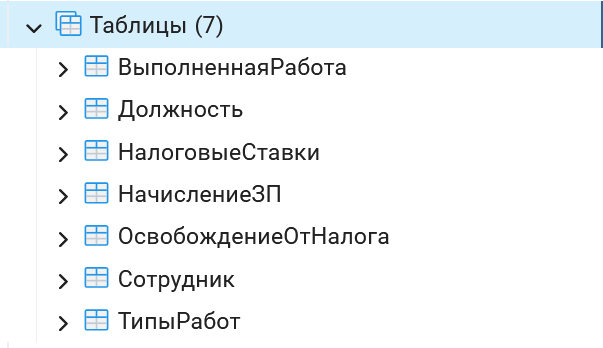 Таблицы (7)
ВыполненнаяРабота
Должность
НалоговыеСтавки
НачислениеЗП
ОсвобождениеОтНалога
Сотрудник
ТипыРабот